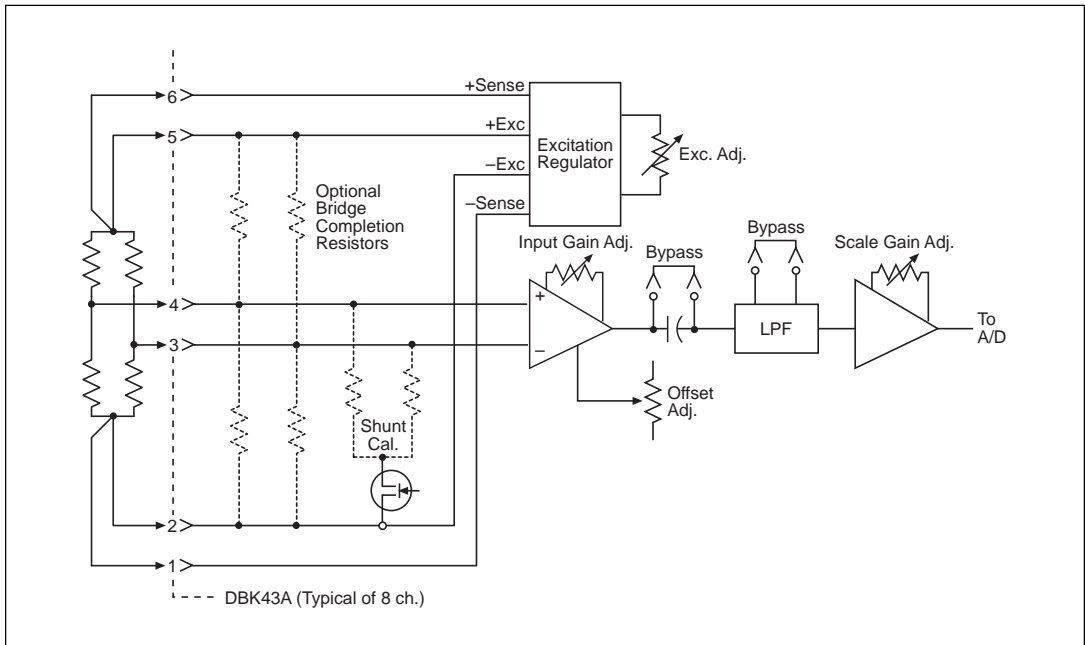 6
+Sense
5
+Exc
–Exc
–Sense
Excitation
Regulator
Exc. Adj.
Optional
Bridge
Completion
Resistors
Input Gain Adj.
Bypass
Bypass
Scale Gain Adj.
4
+
LPF
To
A/D
3
–
Offset
Adj.
Shunt
Cal.
2
1
DBK43A (Typical of 8 ch.)